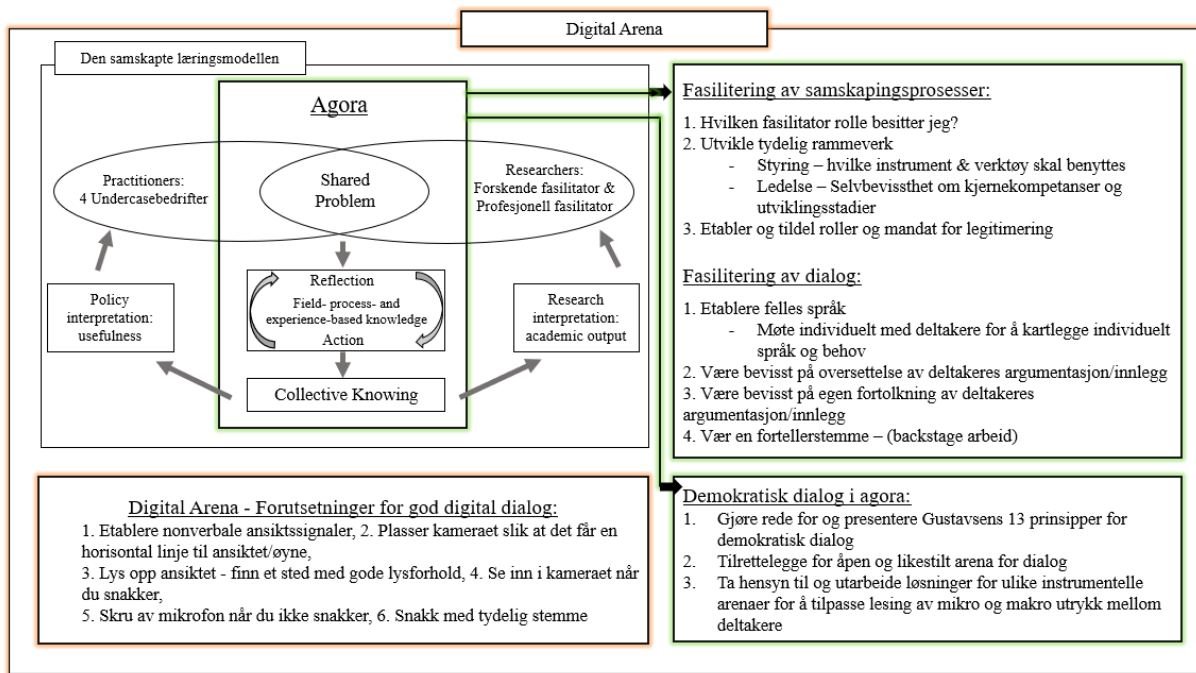 Digital Arena
Den samskapte læringsmodellen
Agora
Practitioners:
4 Undercasebedrifter
Shared
Problem
Researchers:
Forskende fasilitator &
Profesjonell fasilitator
Policy
interpretation:
usefulness
Reflection
Field- process- and
experience-based knowledge
Action
Research
interpretation:
academic output
Collective Knowing
Fasilitering av samskapingsprosesser:
1. Hvilken fasilitator rolle besitter jeg?
2. Utvikle tydelig rammeverk
- Styring – hvilke instrument & verktøy skal benyttes
- Ledelse – Selvbevissthet om kjernekompetanser og
utviklingsstadier
3. Etabler og tildel roller og mandat for legitimering
Fasilitering av dialog:
1. Etablere felles språk
- Møte individuelt med deltakere for å kartlegge individuelt
språk og behov
2. Være bevisst på oversettelse av deltakeres argumentasjon/innlegg
3. Være bevisst på egen fortolkning av deltakeres
argumentasjon/innlegg
4. Vær en fortellerstemme – (backstage arbeid)
Digital Arena - Forutsetninger for god digital dialog:
1. Etablere nonverbale ansiktssignaler, 2. Plasser kameraet slik at det får en
horisontal linje til ansiktet/øyne,
3. Lys opp ansiktet - finn et sted med gode lysforhold, 4. Se inn i kameraet når
du snakker,
5. Skru av mikrofon når du ikke snakker, 6. Snakk med tydelig stemme
Demokratisk dialog i agora:
1. Gjøre rede for og presentere Gustavsens 13 prinsipper for
demokratisk dialog
2. Tilrettelegge for åpen og likestilt arena for dialog
3. Ta hensyn til og utarbeide løsninger for ulike instrumentelle
arenaer for å tilpasse lesing av mikro og makro utrykk mellom
deltakere